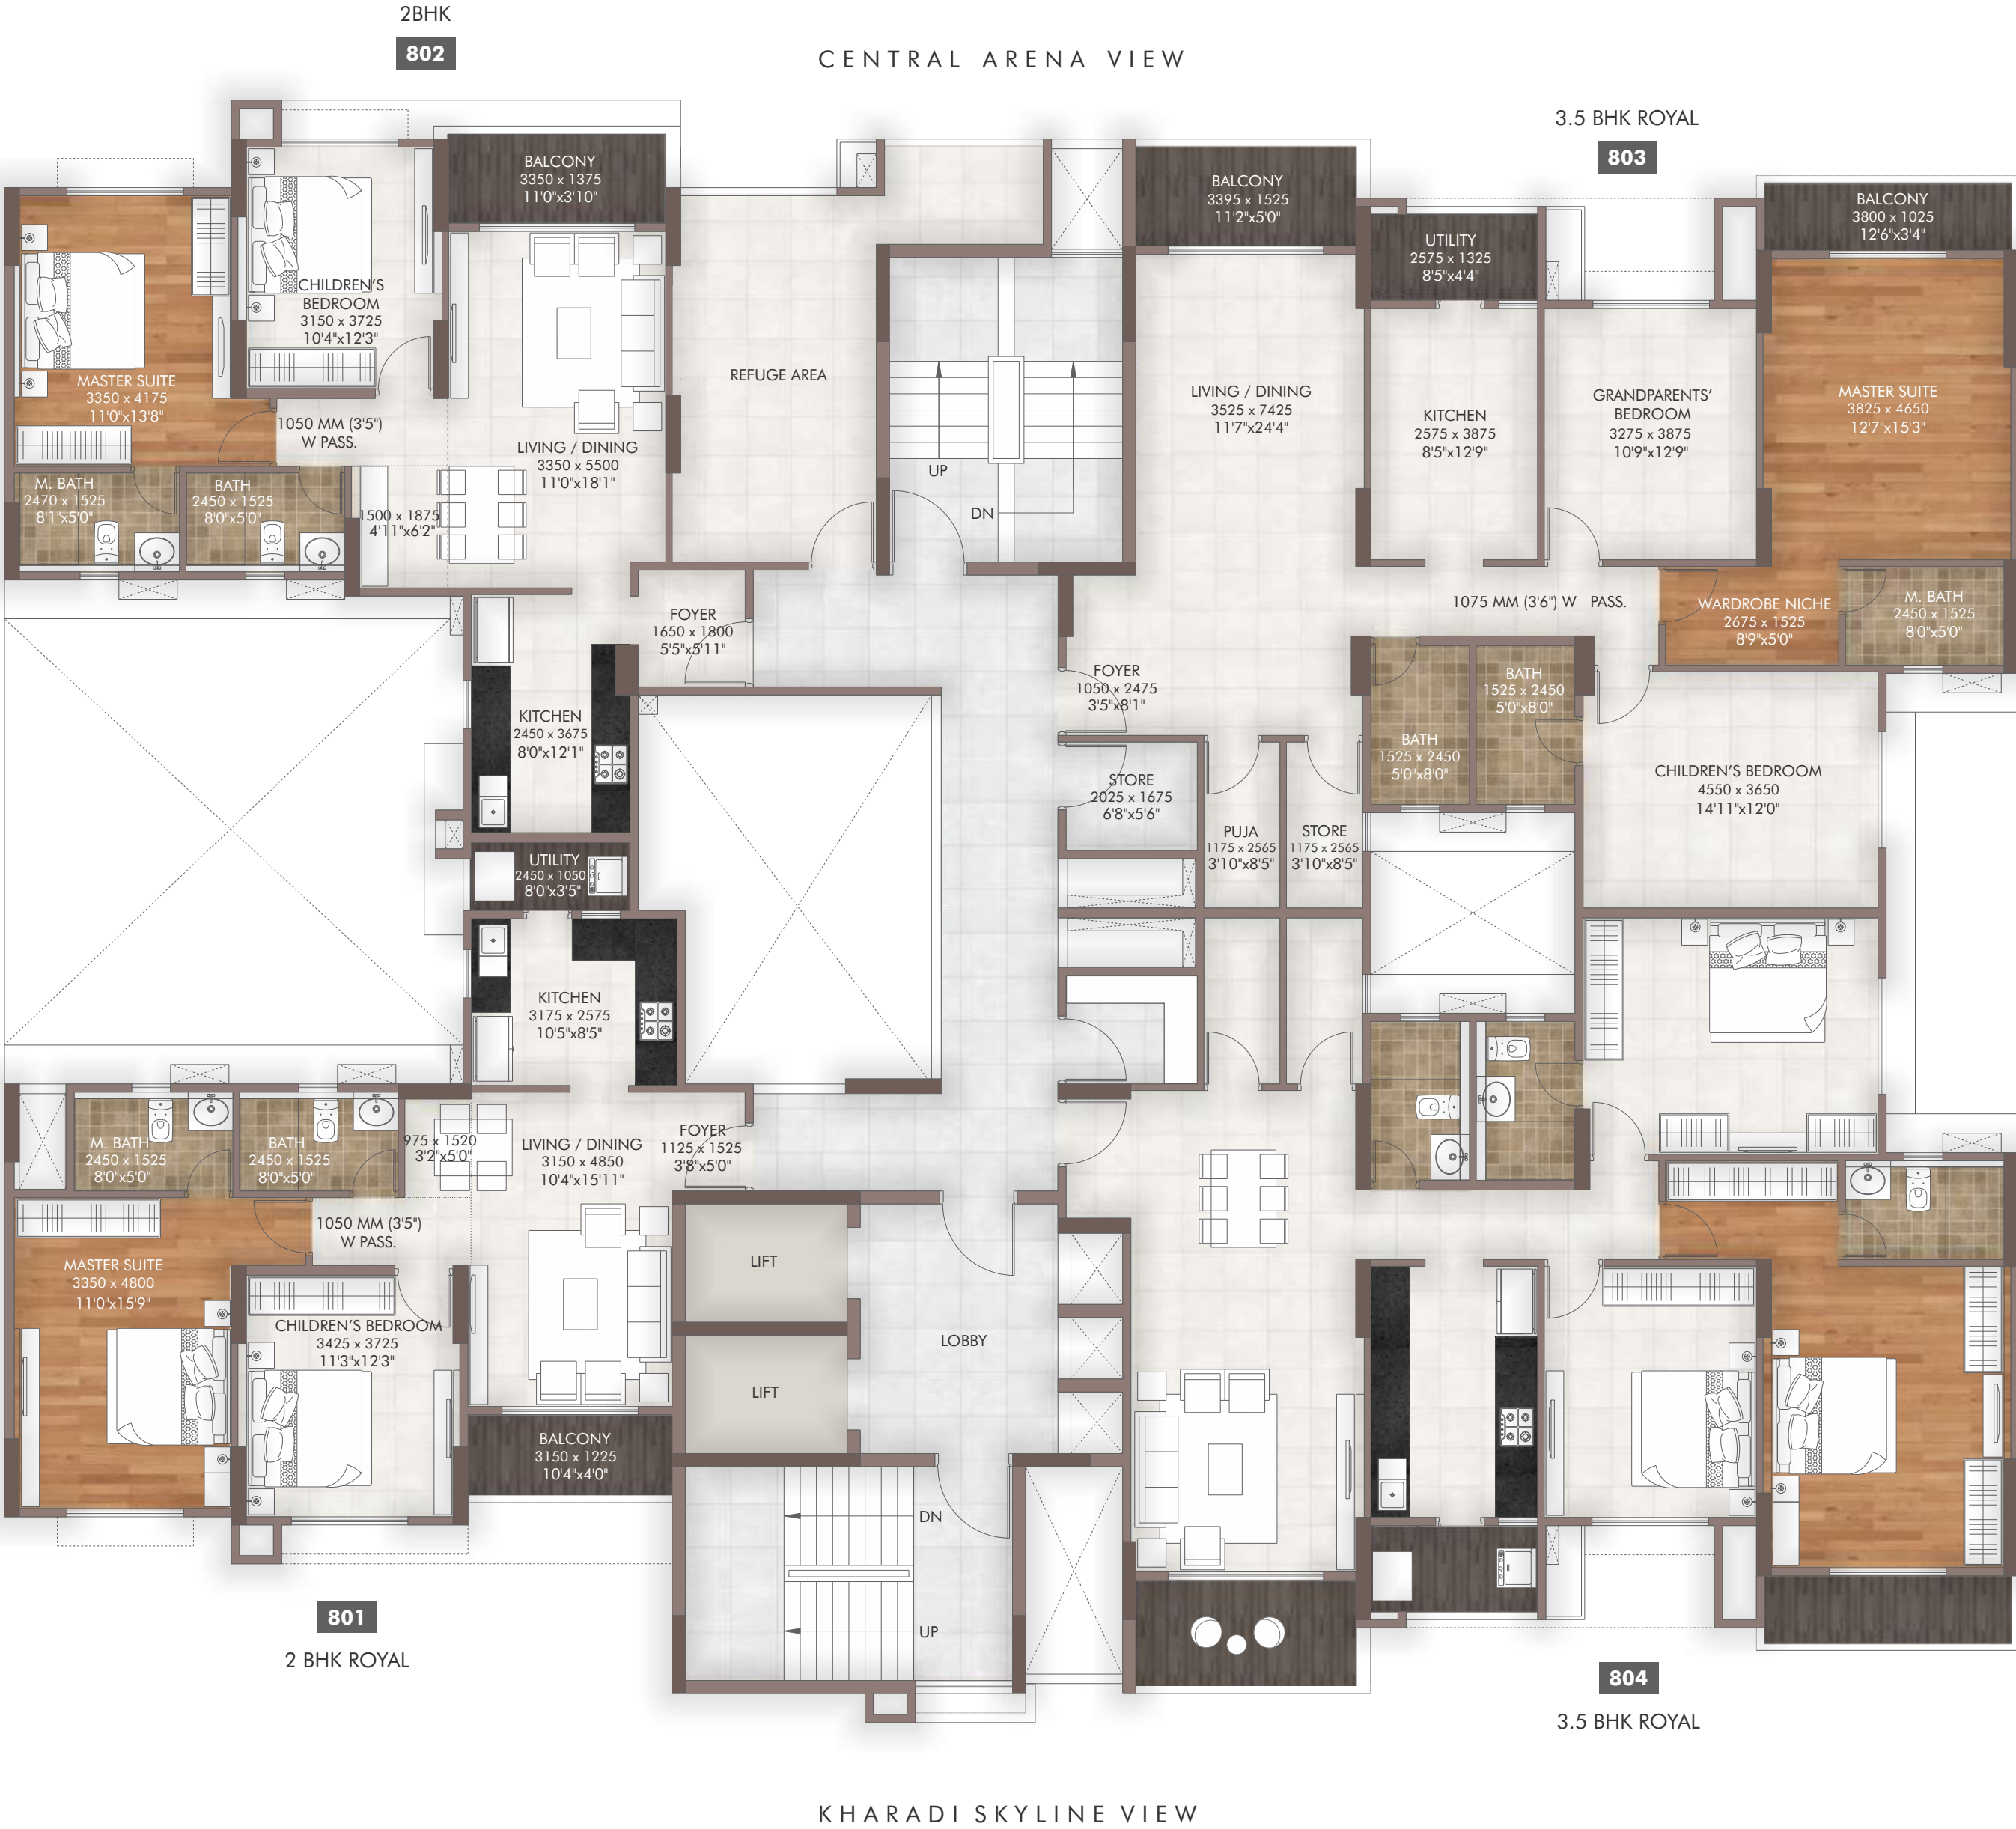 2BHK
802
CENTRAL ARENA VIEW
3.5 BHK ROYAL
803
BALCONY
3350 x 1375
11'0"x3'10"
CHILDREN'S
BEDROOM
3150 x 3725
10'4"x12'3"
MASTER SUITE
3350 x 4175
11'0"x13'8"
1050 MM (3'5")
W PASS.
LIVING / DINING
3350 x 5500
11'0"x18'1"
M. BATH
2470 x 1525
8'1"x5'0"
BATH
2450 x 1525
8'0"x5'0"
1500 x 1875
4'11"x6'2"
REFUGE AREA
UP
DN
FOYER
1650 x 1800
5'5"x5'11"
KITCHEN
2450 x 3675
8'0"x12'1"
UTILITY
2450 x 1050
8'0"x3'5"
BALCONY
3395 x 1525
11'2"x5'0"
UTILITY
2575 x 1325
8'5"x4'4"
BALCONY
3800 x 1025
12'6"x3'4"
LIVING / DINING
3525 x 7425
11'7"x24'4"
KITCHEN
2575 x 3875
8'5"x12'9"
GRANDPARENTS'
BEDROOM
3275 x 3875
10'9"x12'9"
MASTER SUITE
3825 x 4650
12'7"x15'3"
1075 MM (3'6") W PASS.
WARDROBE NICHE
2675 x 1525
8'9"x5'0"
M. BATH
2450 x 1525
8'0"x5'0"
FOYER
1050 x 2475
3'5"x8'1"
BATH
1525 x 2450
5'0"x8'0"
BATH
1525 x 2450
5'0"x8'0"
CHILDREN'S BEDROOM
4550 x 3650
14'11"x12'0"
STORE
2025 x 1675
6'8"x5'6"
PUJA
1175 x 2565
3'10"x8'5"
STORE
1175 x 2565
3'10"x8'5"
KITCHEN
3175 x 2575
10'5"x8'5"
M. BATH
2450 x 1525
8'0"x5'0"
BATH
2450 x 1525
8'0"x5'0"
975 x 1520
3'2"x5'0"
LIVING / DINING
3150 x 4850
10'4"x15'11"
FOYER
1125 x 1525
3'8"x5'0"
1050 MM (3'5")
W PASS.
MASTER SUITE
3350 x 4800
11'0"x15'9"
CHILDREN'S BEDROOM
3425 x 3725
11'3"x12'3"
BALCONY
3150 x 1225
10'4"x4'0"
LIFT
LIFT
LOBBY
DN
UP
801
2 BHK ROYAL
804
3.5 BHK ROYAL
KHARADI SKYLINE VIEW